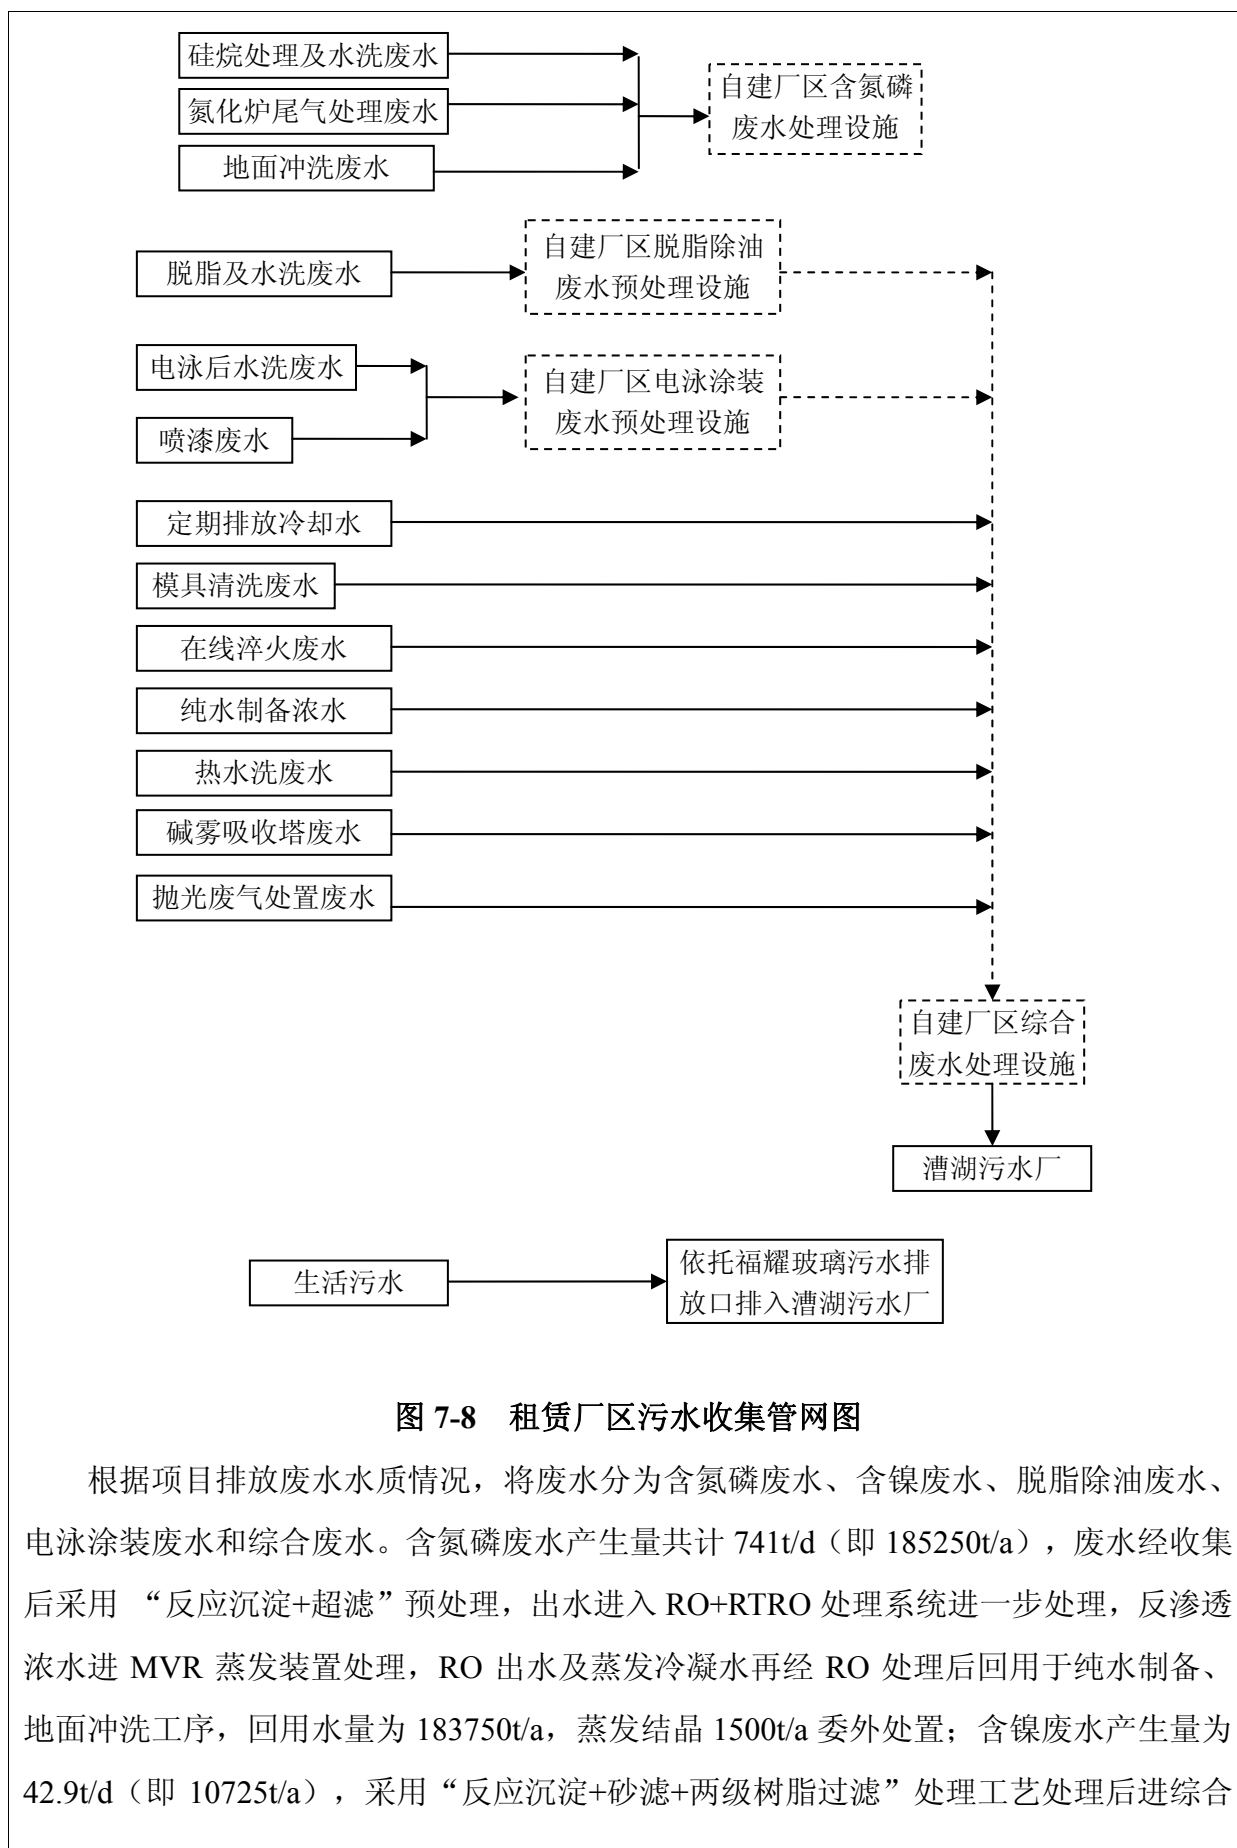 硅烷处理及水洗废水
氮化炉尾气处理废水
地面冲洗废水
自建厂区含氮磷
废水处理设施
脱脂及水洗废水
自建厂区脱脂除油
废水预处理设施
电泳后水洗废水
喷漆废水
自建厂区电泳涂装
废水预处理设施
定期排放冷却水
模具清洗废水
在线淬火废水
纯水制备浓水
热水洗废水
碱雾吸收塔废水
抛光废气处置废水
自建厂区综合
废水处理设施
漕湖污水厂
生活污水
依托福耀玻璃污水排
放口排入漕湖污水厂
图 7-8 租赁厂区污水收集管网图
根据项目排放废水水质情况，将废水分为含氮磷废水、含镍废水、脱脂除油废水、
电泳涂装废水和综合废水。含氮磷废水产生量共计 741t/d（即 185250t/a），废水经收集
后采用 “反应沉淀+超滤”预处理，出水进入 RO+RTRO 处理系统进一步处理，反渗透
浓水进 MVR 蒸发装置处理，RO 出水及蒸发冷凝水再经 RO 处理后回用于纯水制备、
地面冲洗工序，回用水量为 183750t/a，蒸发结晶 1500t/a 委外处置；含镍废水产生量为
42.9t/d（即 10725t/a），采用“反应沉淀+砂滤+两级树脂过滤”处理工艺处理后进综合